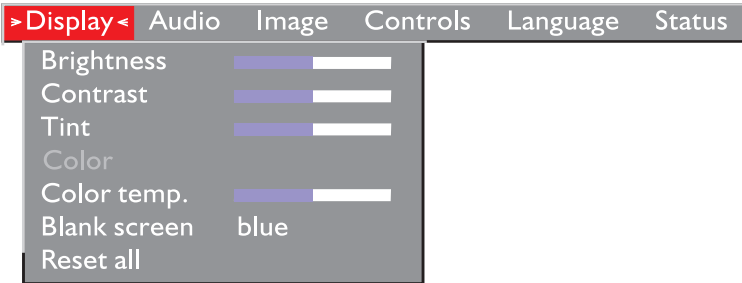 >Display< Audio Image Controls Language Status
Brightness
Contrast
Tint
Color
Color temp.
Blank screen blue
Reset all